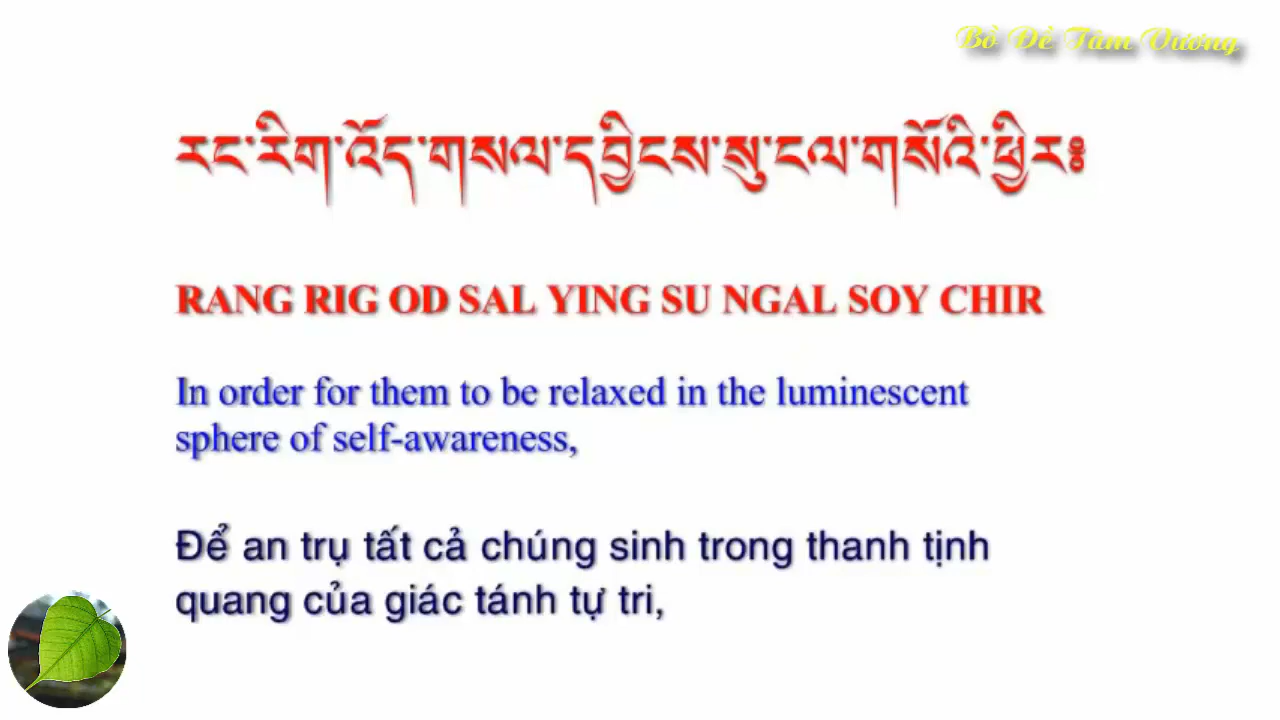 Bồ Đề Tâm Vương
རང་རིག་འོད་གསལ་དབྱིངས་སུ་ངལ་གསོའི་ཕྱིར༔
RANG RIG OD SAL YING SU NGAL SOY CHIR
In order for them to be relaxed in the luminescent
sphere of self-awareness,
Để an trụ tất cả chúng sinh trong thanh tịnh
quang của giác tánh tự tri,